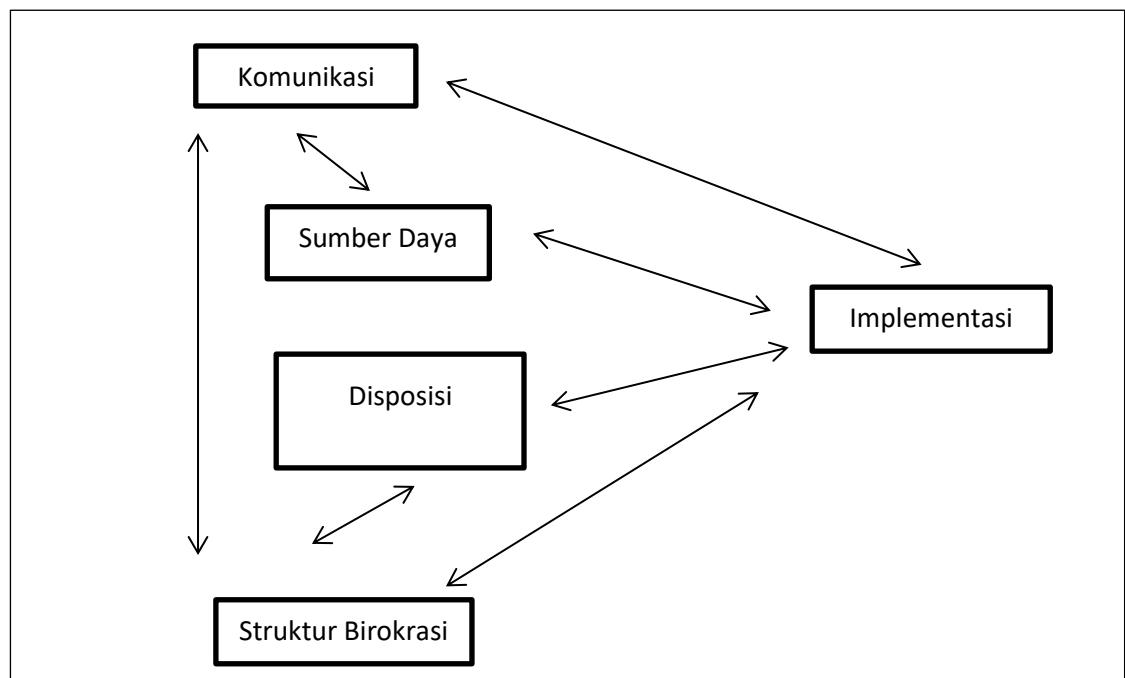 Komunikasi
Sumber Daya
Implementasi
Disposisi
Struktur Birokrasi